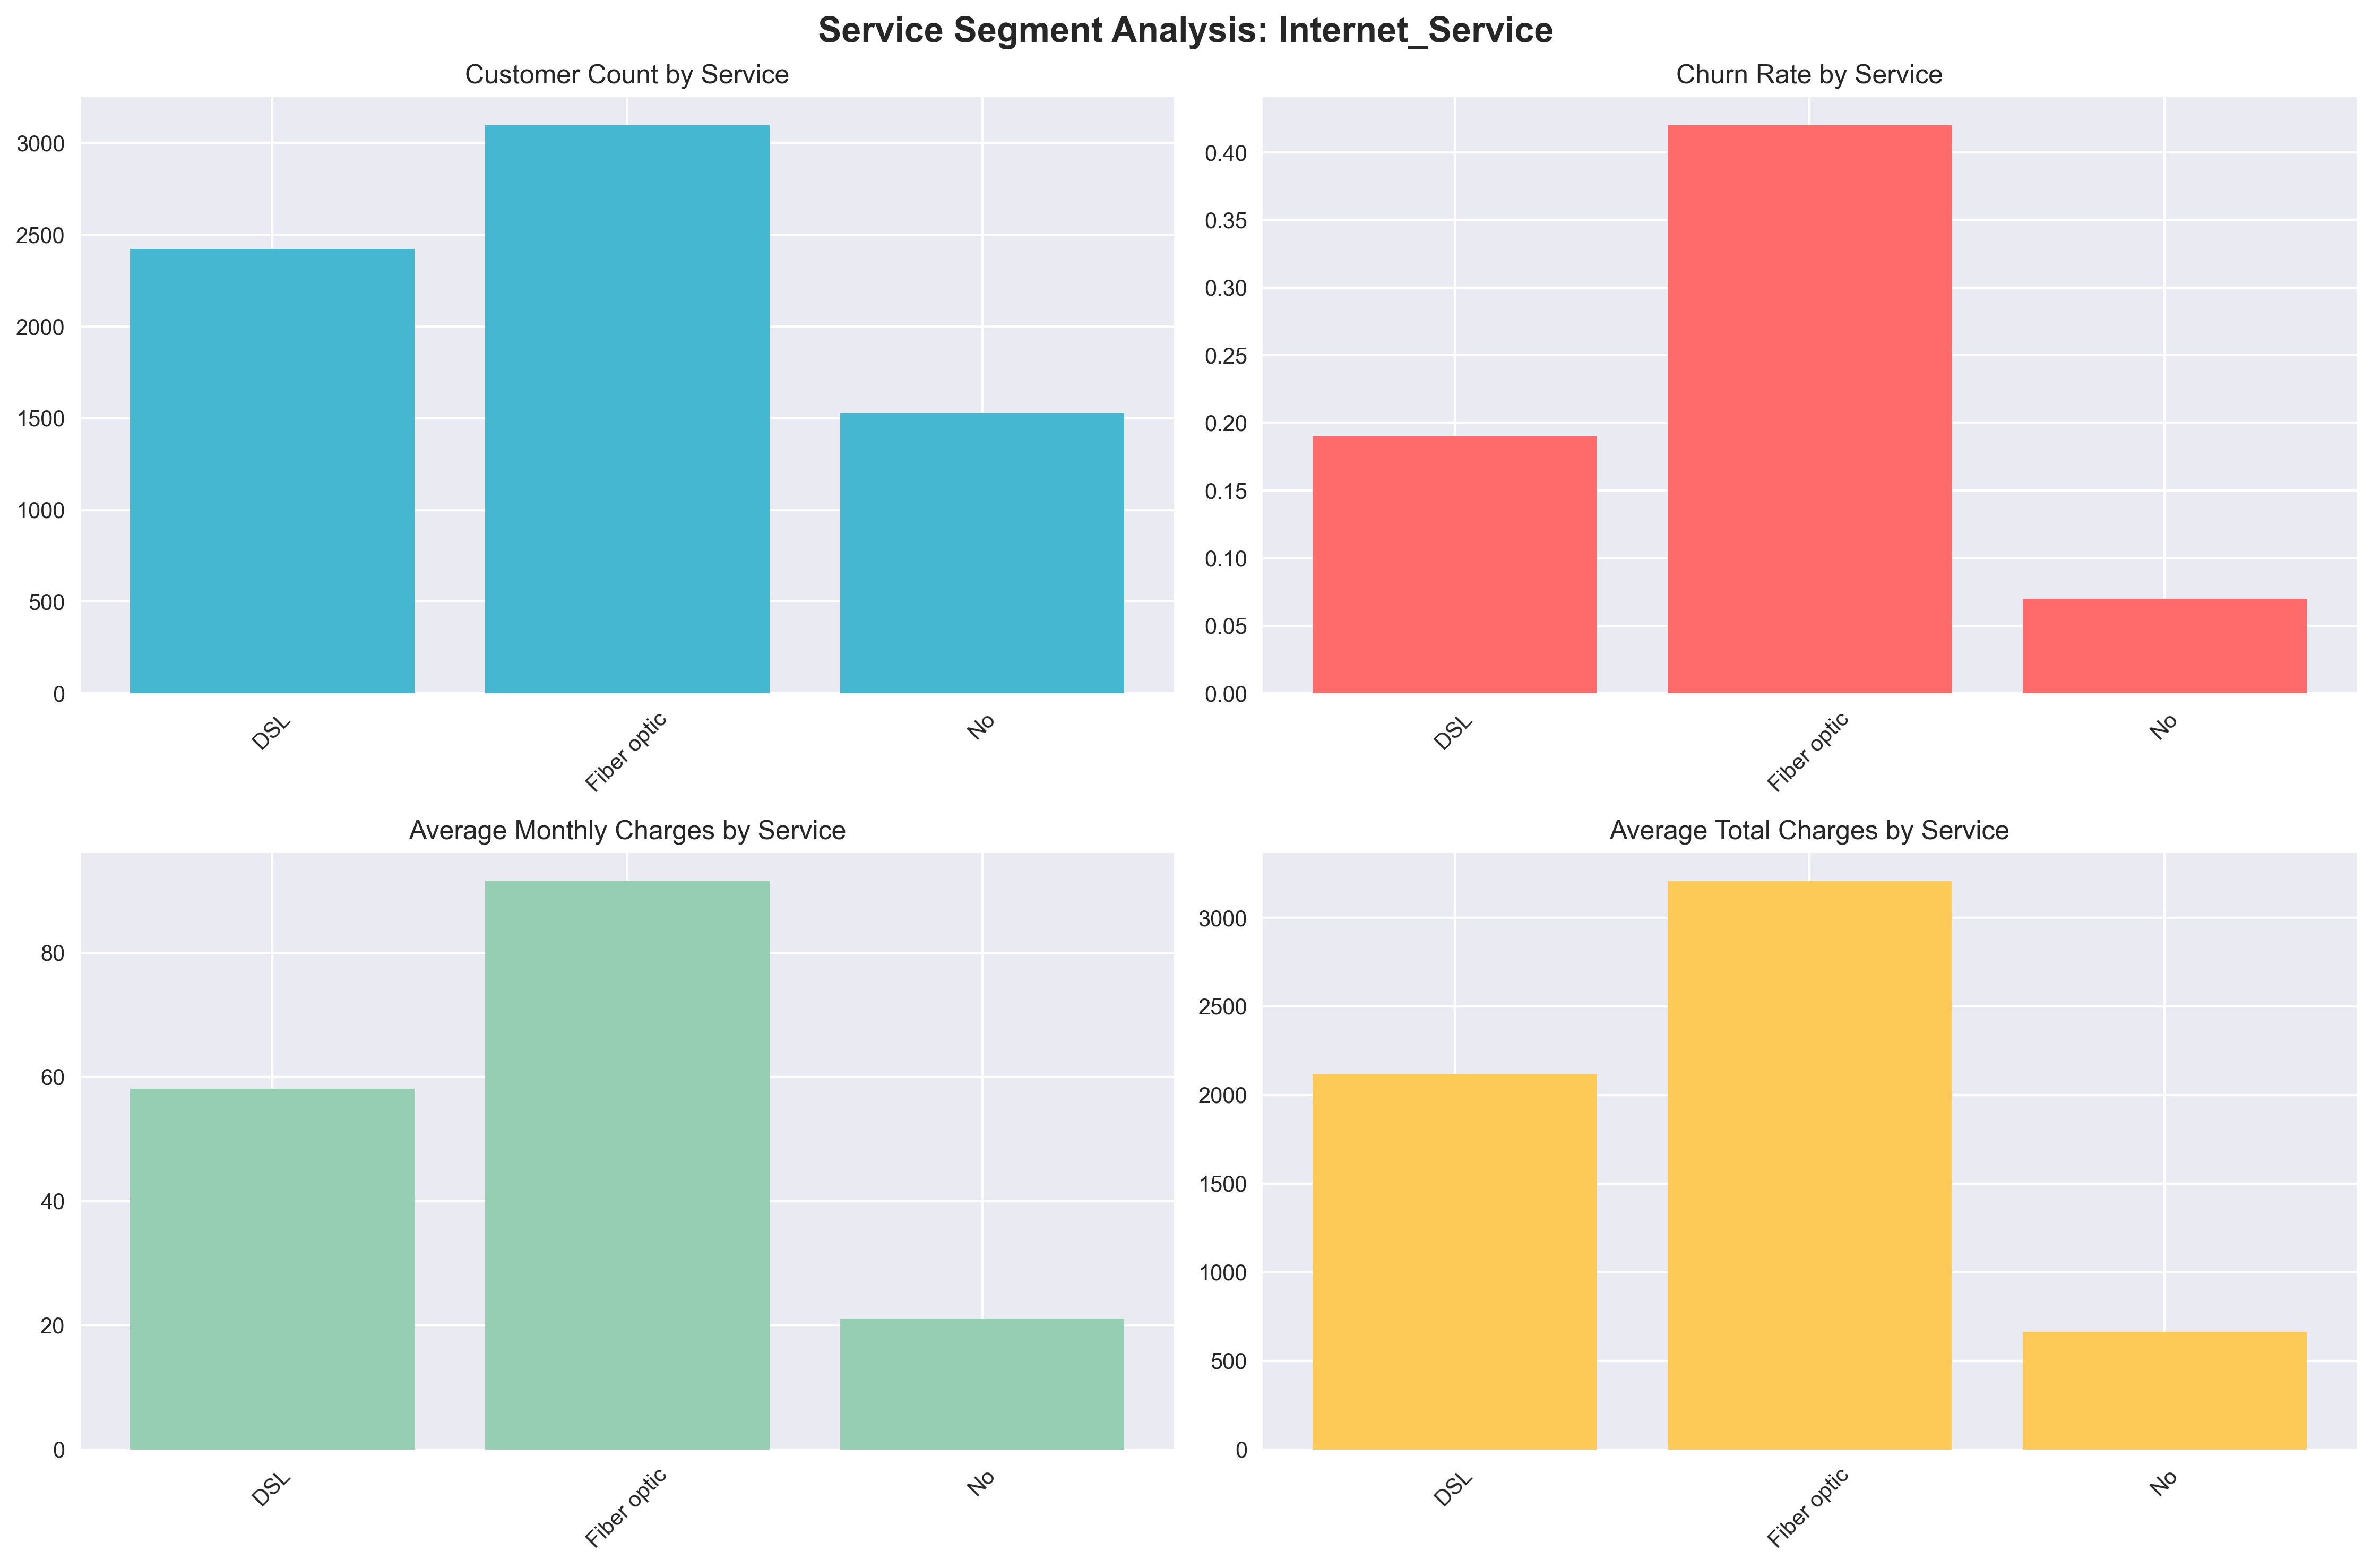 Service Segment Analysis: Internet_Service
Customer Count by Service
3000
2500
2000
1500
1000
500
0
DSL
Fiber optic
No
Churn Rate by Service
0.40
0.35
0.30
0.25
0.20
0.15
0.10
0.05
0.00
DSL
Fiber optic
No
Average Monthly Charges by Service
80
60
40
20
0
DSL
Fiber optic
No
Average Total Charges by Service
3000
2500
2000
1500
1000
500
0
DSL
Fiber optic
No